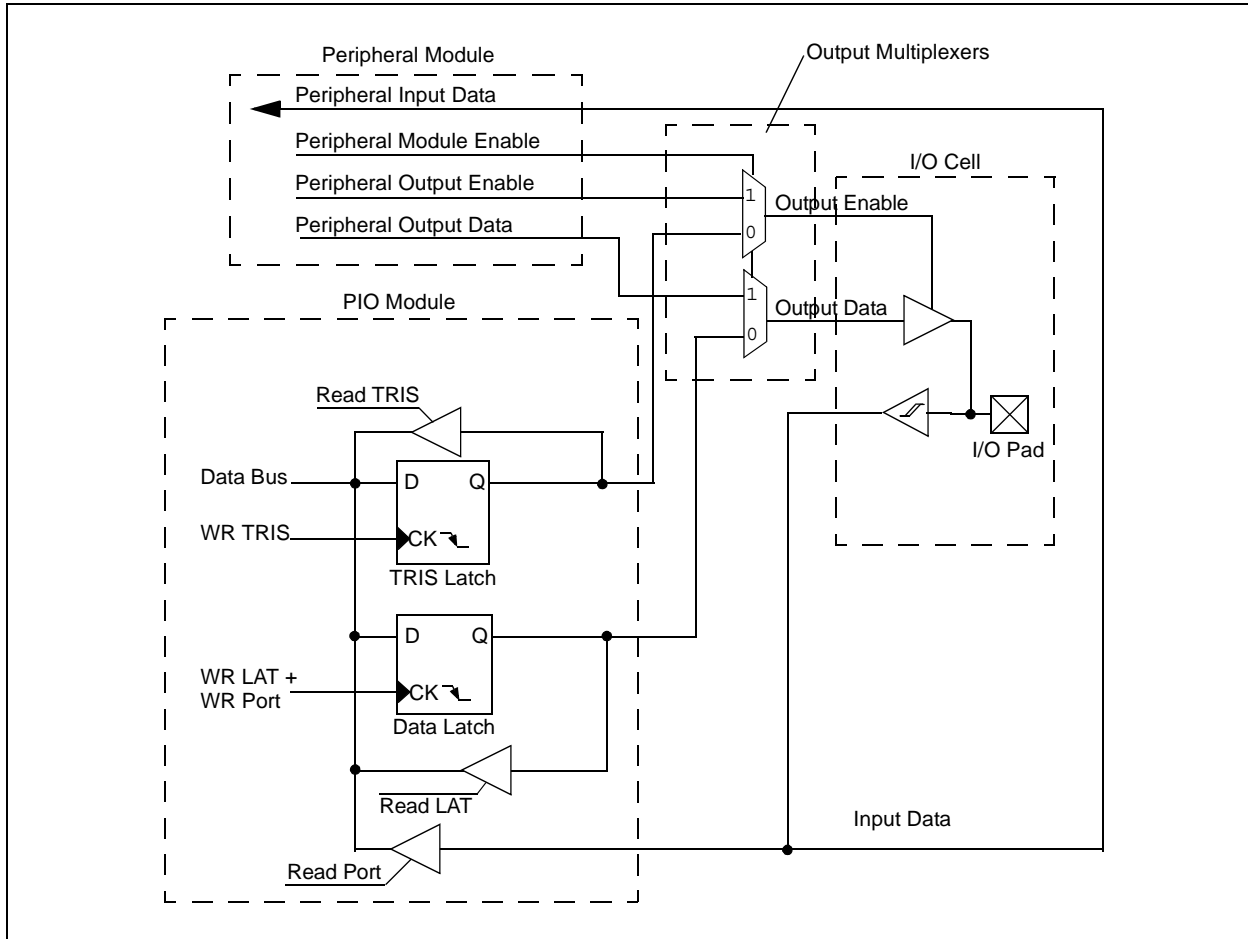 Peripheral Module
Output Multiplexers
Peripheral Input Data
Peripheral Module Enable
I/O Cell
Peripheral Output Enable
1
Output Enable
Peripheral Output Data
0
PIO Module
1
Output Data
0
Read TRIS
I/O Pad
Data Bus
D
Q
WR TRIS
CK
TRIS Latch
D
Q
WR LAT +
WR Port
CK
Data Latch
Read LAT
Input Data
Read Port